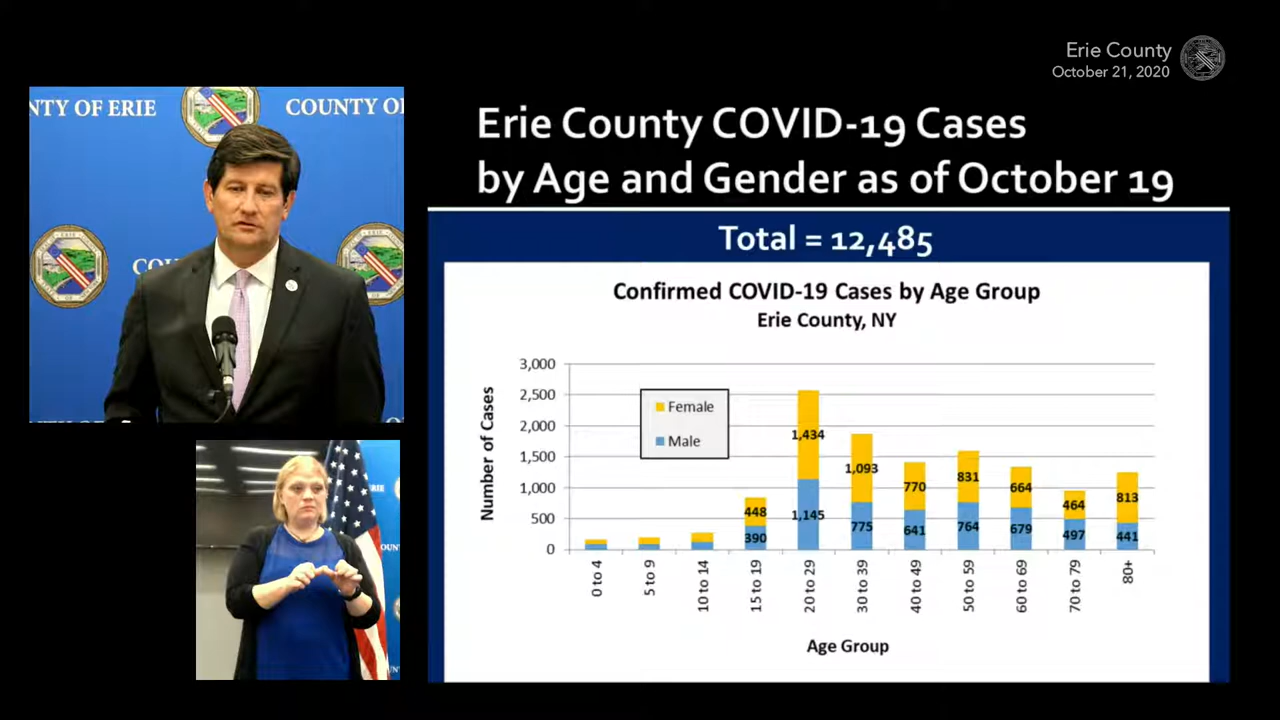 Erie County
October 21, 2020
NTY OF ERIE
COUNTY O
Erie County COVID-19 Cases
by Age and Gender as of October 19
Total = 12,485
Confirmed COVID-19 Cases by Age Group
Erie County, NY
Number of Cases
3,000
2,500
2,000
1,500
1,000
500
0
Female
Male
448
1,434
1,093
770
831
664
464
813
390
1,145
775
641
764
679
497
441
0 to 4
5 to 9
10 to 14
15 to 19
20 to 29
30 to 39
40 to 49
50 to 59
60 to 69
70 to 79
80+
Age Group